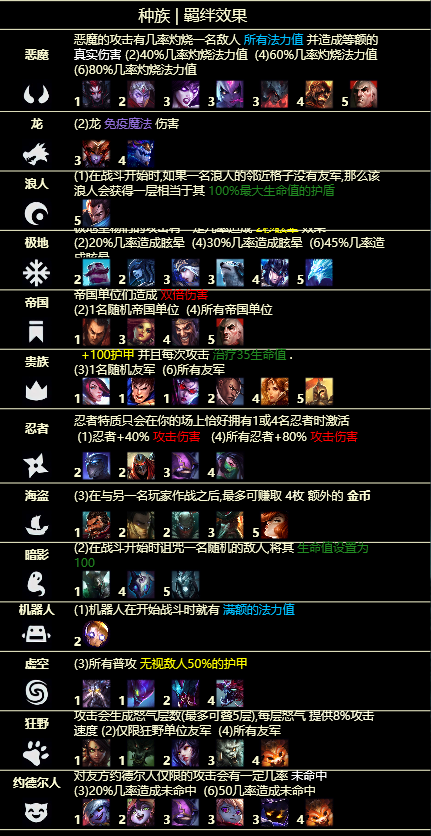 种族 | 羁绊效果
恶魔
恶魔的攻击有几率灼烧一名敌人 所有法力值 并造成等额的
真实伤害 (2)40%几率灼烧法力值 (4)60%几率灼烧法力值
(6)80%几率灼烧法力值
1 2 3 3 3 4 5
龙
(2)龙 免疫魔法 伤害
3 4
浪人
(1)在战斗开始时,如果一名浪人的邻近格子没有友军,那么该
浪人会获得一层相当于其 100%最大生命值的护盾
5
极地
(2)20%几率造成眩晕 (4)30%几率造成眩晕 (6)45%几率造
成眩晕
2 2 3 3 4 5
帝国
帝国单位们造成 双倍伤害
(2)1名随机帝国单位 (4)所有帝国单位
1 3 4 5
贵族
+100护甲 并且每次攻击 治疗35生命值 .
(3)1名随机友军 (6)所有友军
1 1 1 2 4 5
忍者
忍者特质只会在你的场上恰好拥有1或4名忍者时激活
(1)忍者+40% 攻击伤害 (4)所有忍者+80% 攻击伤害
2 2 3 4
海盗
(3)在与另一名玩家作战之后,最多可赚取 4枚 额外的 金币
1 2 2 3 5
暗影
(2)在战斗开始时诅咒一名随机的敌人,将其 生命值设置为
100
1 4 5
机器人
(1)机器人在开始战斗时就有 满额的法力值
2
虚空
(3)所有普攻 无视敌人50%的护甲
1 1 2 4
狂野
攻击会生成怒气层数(最多可叠5层),每层怒气 提供8%攻击
速度 (2)仅限狂野单位友军 (4)所有友军
1 1 2 3 4
约德尔人
对友方约德尔人仅限的攻击会有一定几率 未命中
(3)20%几率造成未命中 (6)50几率造成未命中
1 2 3 3 3 4